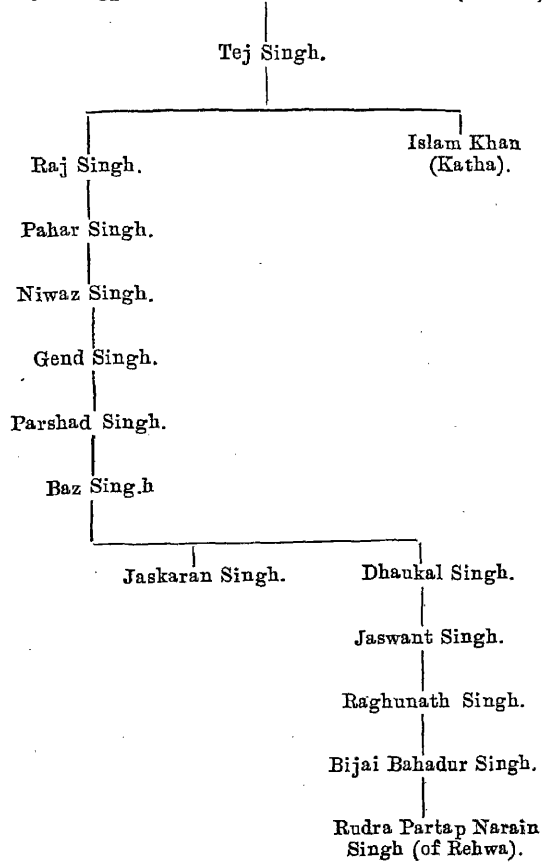 Tej Singh.
Islam Khan
(Katha).
Raj Singh.
Pahar Singh.
Niwaz Singh.
Gend Singh.
Parshad Singh.
Baz Sing.h
Jaskaran Singh.
Dhaukal Singh.
Jaswant Singh.
Raghunath Singh.
Bijai Bahadur Singh.
Rudra Partap Narain
Singh (of Rehwa).